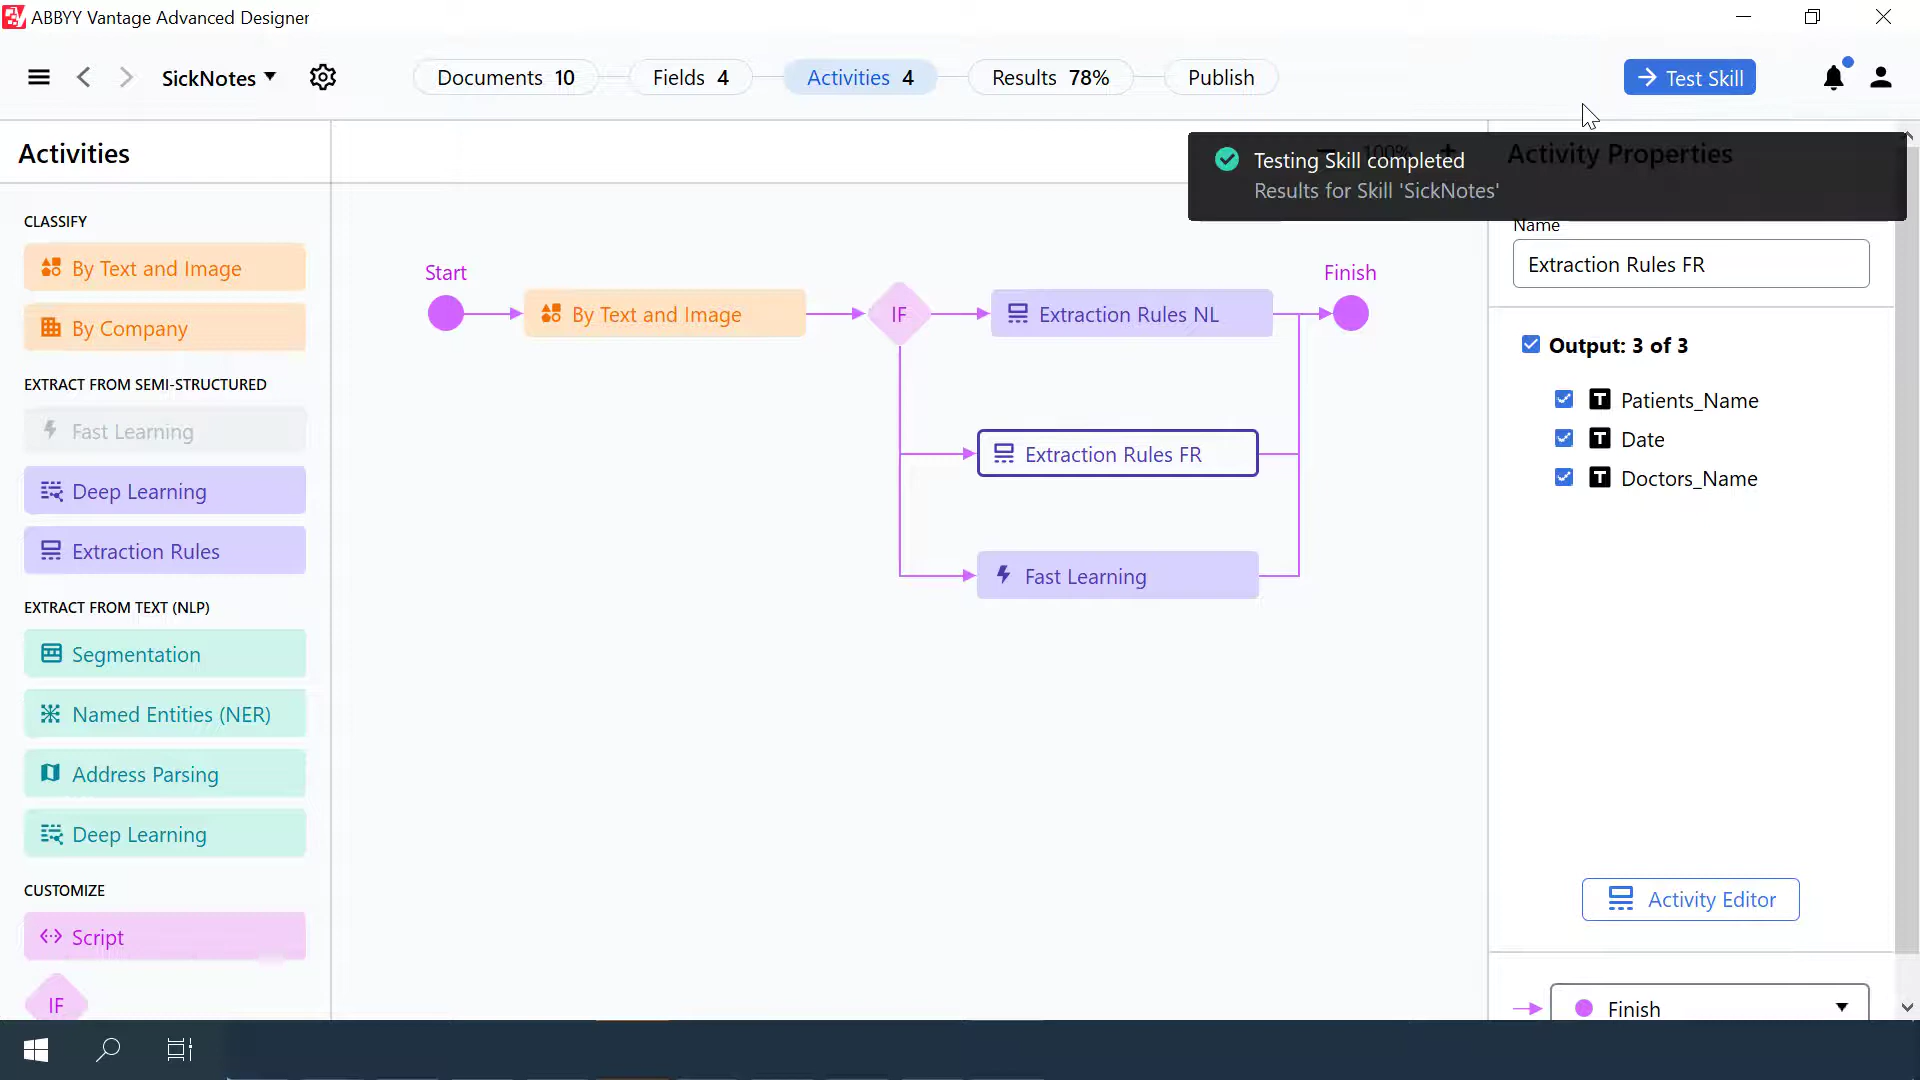 ABBYY Vantage Advanced Designer
SickNotes
Documents 10
Fields 4
Activities 4
Results 78%
Publish
Test Skill
Activities
100%
Activity Properties
Testing Skill completed
Results for Skill 'SickNotes'
CLASSIFY
By Text and Image
By Company
EXTRACT FROM SEMI-STRUCTURED
Fast Learning
Deep Learning
Extraction Rules
EXTRACT FROM TEXT (NLP)
Segmentation
Named Entities (NER)
Address Parsing
Deep Learning
CUSTOMIZE
Script
IF
Start
By Text and Image
IF
Extraction Rules NL
Finish
Extraction Rules FR
Fast Learning
Name
Extraction Rules FR
Output: 3 of 3
T Patients_Name
T Date
T Doctors_Name
Activity Editor
Finish